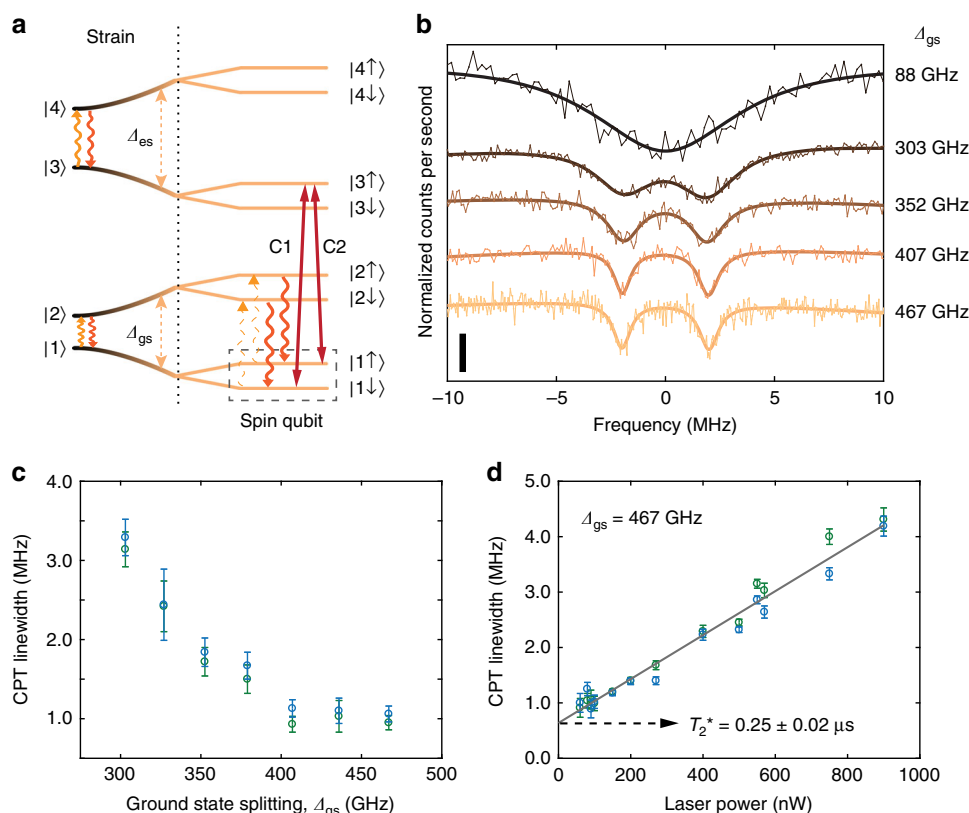 a
Strain
|4⟩
|3⟩
|2⟩
|1⟩
Δes
Δgs
|4↑⟩
|4↓⟩
|3↑⟩
|3↓⟩
C1 C2
|2↑⟩
|2↓⟩
|1↑⟩
|1↓⟩
Spin qubit
b
Δgs
88 GHz
303 GHz
352 GHz
407 GHz
467 GHz
Normalized counts per second
−10 −5 0 5 10
Frequency (MHz)
c
4.0
3.0
2.0
1.0
CPT linewidth (MHz)
300 350 400 450 500
Ground state splitting, Δgs (GHz)
d
5.0
4.0
3.0
2.0
1.0
0.0
CPT linewidth (MHz)
Δgs = 467 GHz
T2* = 0.25 ± 0.02 μs
0 200 400 600 800 1000
Laser power (nW)